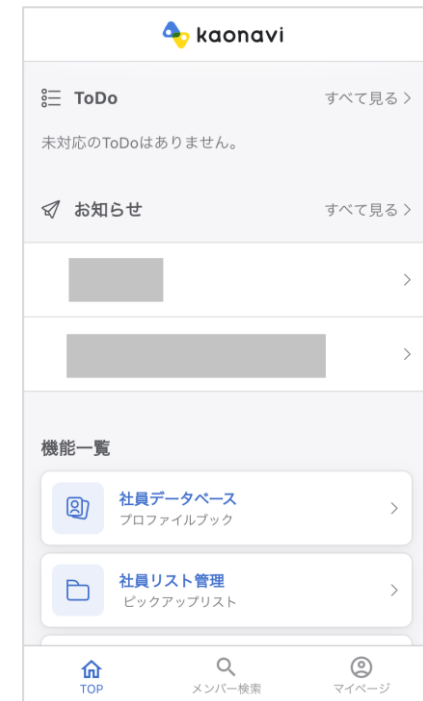 kaonavi
ToDo
すべて見る
未対応のToDoはありません。
お知らせ
すべて見る
機能一覧
社員データベース
プロファイルブック
社員リスト管理
ピックアップリスト
TOP
メンバー検索
マイページ